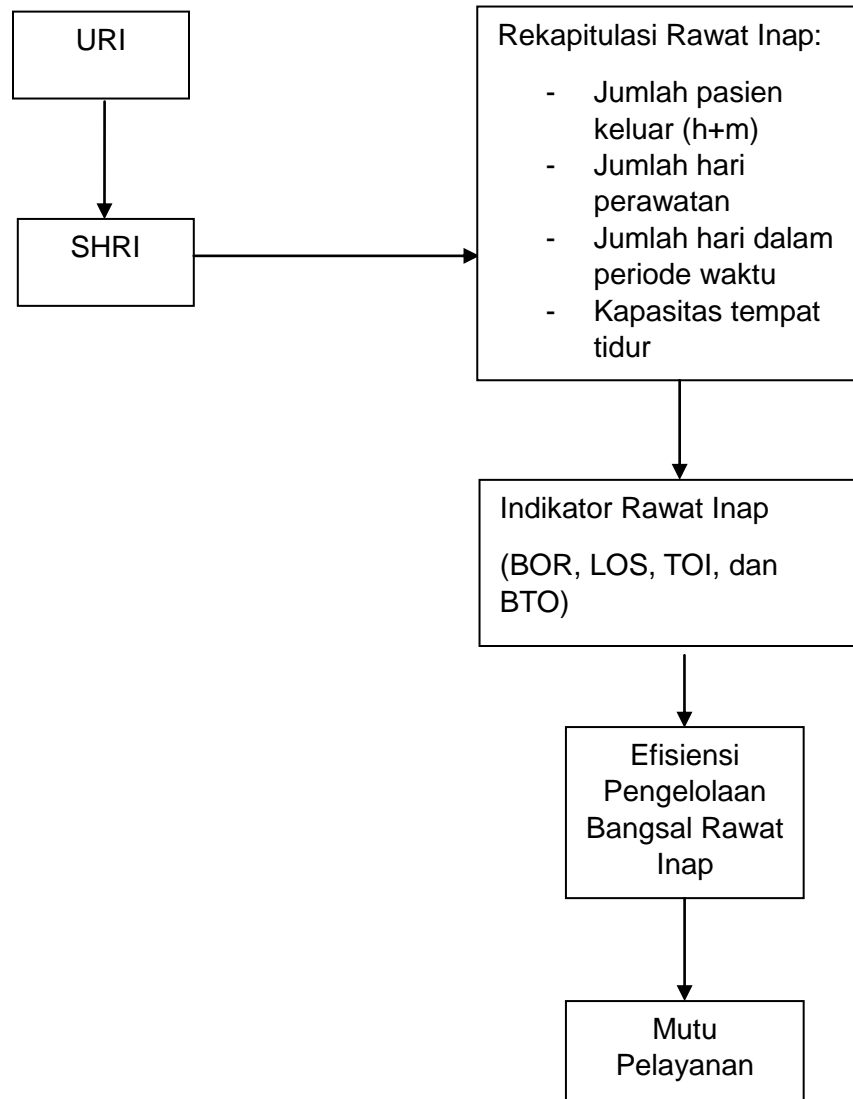 URI
SHRI
Rekapitulasi Rawat Inap:
- Jumlah pasien
keluar (h+m)
- Jumlah hari
perawatan
- Jumlah hari dalam
periode waktu
- Kapasitas tempat
tidur
Indikator Rawat Inap
(BOR, LOS, TOI, dan
BTO)
Efisiensi
Pengelolaan
Bangsal Rawat
Inap
Mutu
Pelayanan